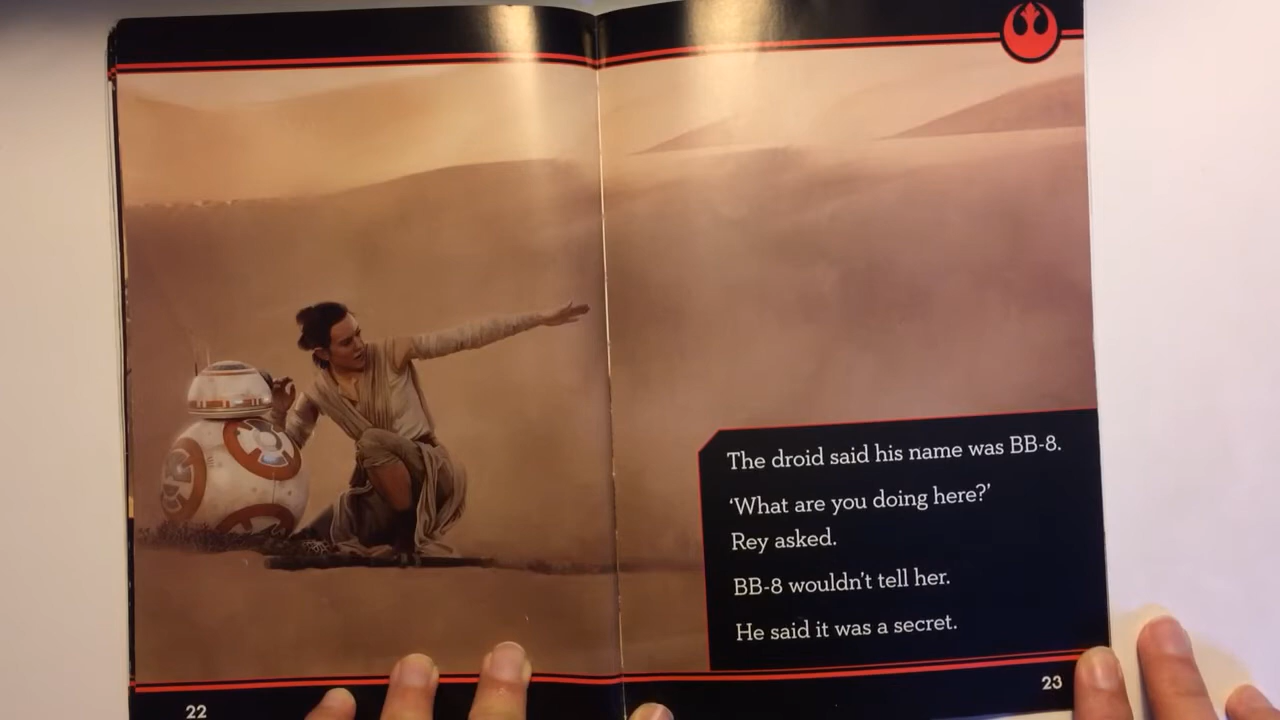 The droid said his name was BB-8.
‘What are you doing here?’
Rey asked.
BB-8 wouldn’t tell her.
He said it was a secret.
22
23